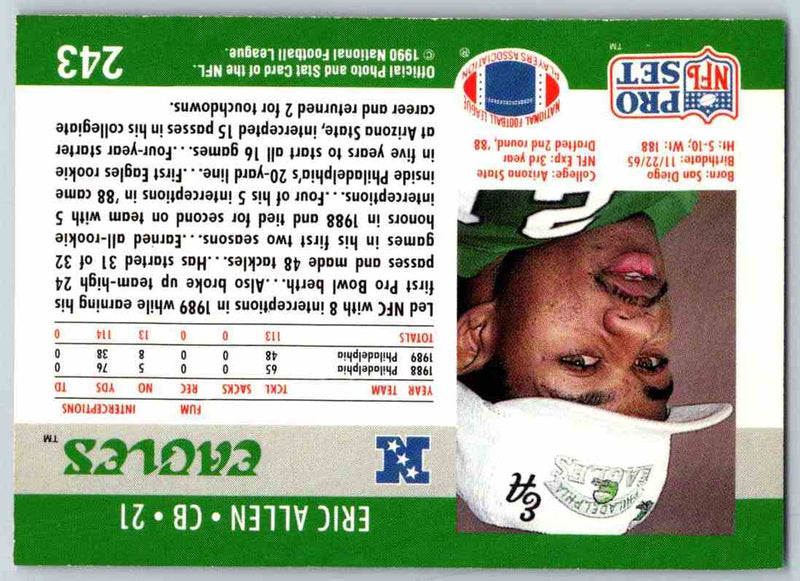 ERIC ALLEN • CB • 21
EAGLES™
N
PHILADELPHIA
EAGLES
EA
21
FUM INTERCEPTIONS
YEAR TEAM TCKL SACKS REC NO YDS TD
1988 Philadelphia 65 0 0 5 76 0
1989 Philadelphia 48 0 0 8 38 0
TOTALS 113 0 0 13 114 0
Led NFC with 8 interceptions in 1989 while earning his
first Pro Bowl berth...Also broke up team-high 24
passes and made 48 tackles...Has started 31 of 32
games in his first two seasons...Earned all-rookie
honors in 1988 and tied for second on team with 5
interceptions...Four of his 5 interceptions in '88 came
inside Philadelphia's 20-yard line...First Eagles rookie
in five years to start all 16 games...Four-year starter
at Arizona State, intercepted 15 passes in his collegiate
career and returned 2 for touchdowns.
Born: San Diego
Birthdate: 11/22/65
Ht: 5-10; Wt: 188
College: Arizona State
NFL Exp: 3rd year
Drafted 2nd round, '88
PRO
SET
NFL
™
NATIONAL FOOTBALL LEAGUE
PLAYERS ASSOCIATION
®
Official Photo and Stat Card of the NFL.
© 1990 National Football League.
243